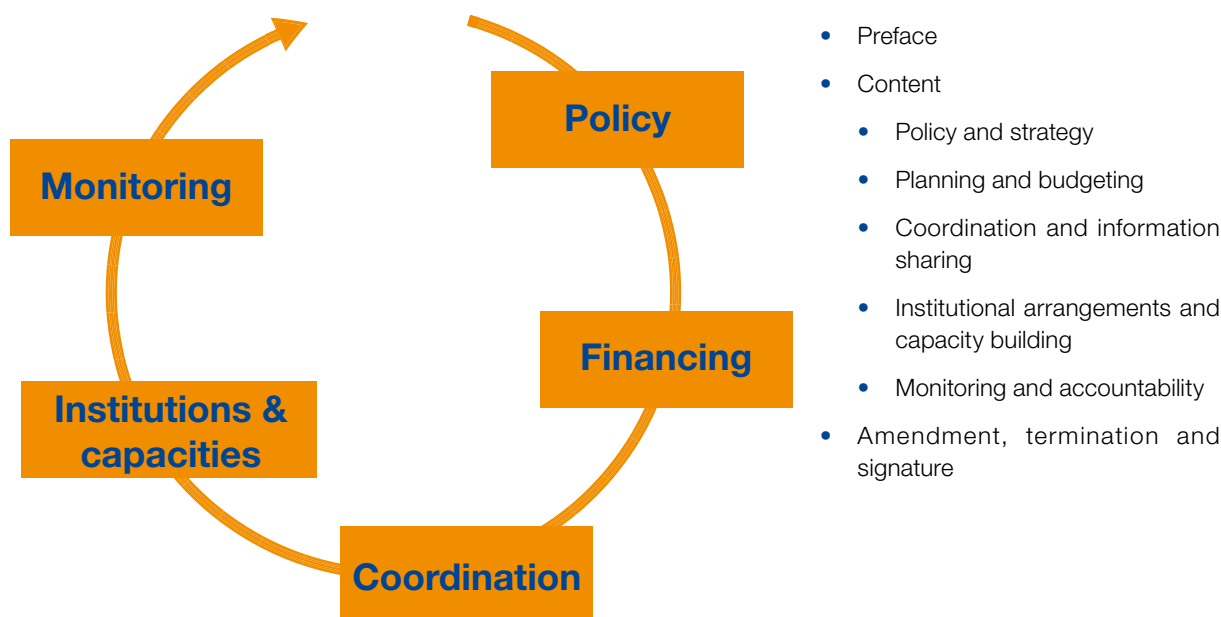 Policy
Financing
Coordination
Institutions &
capacities
Monitoring
• Preface
• Content
• Policy and strategy
• Planning and budgeting
• Coordination and information
sharing
• Institutional arrangements and
capacity building
• Monitoring and accountability
• Amendment, termination and
signature